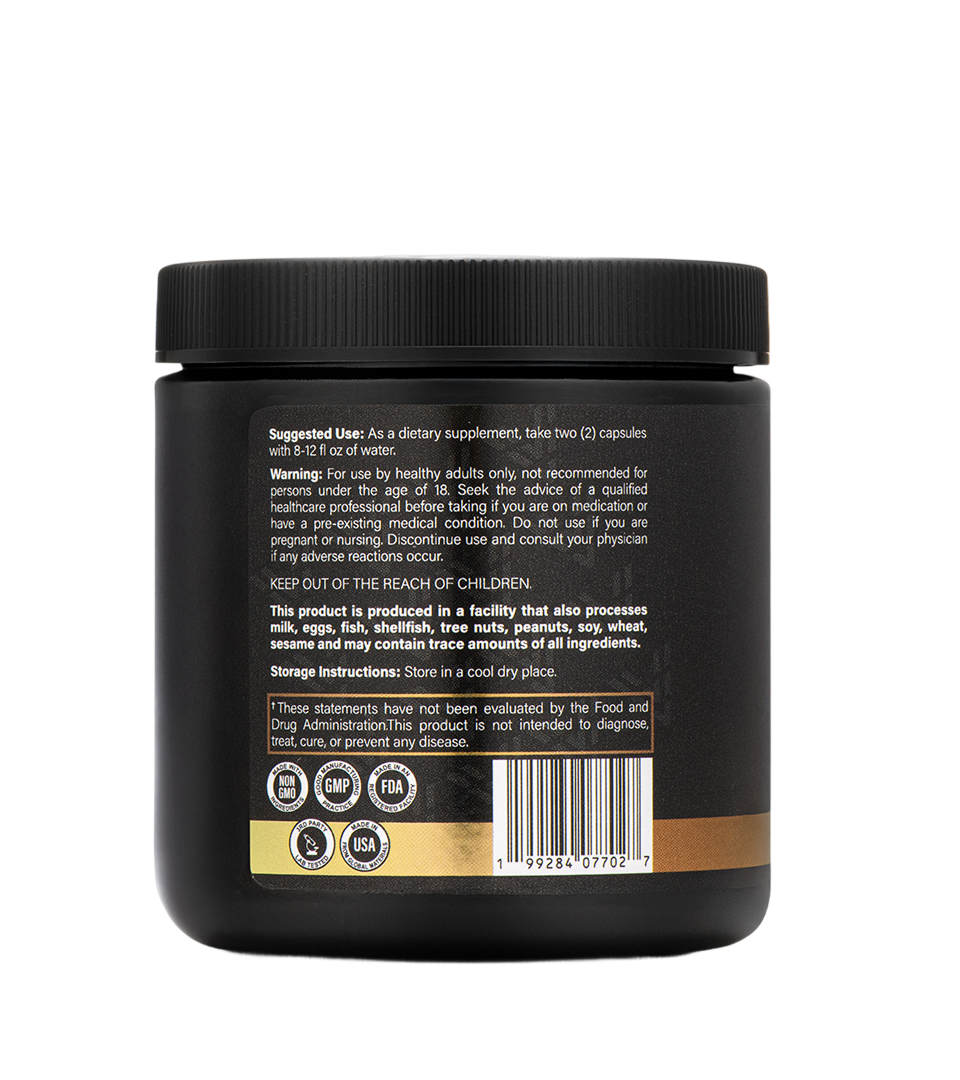 Suggested Use: As a dietary supplement, take two (2) capsules
with 8-12 fl oz of water.
Warning: For use by healthy adults only, not recommended for
persons under the age of 18. Seek the advice of a qualified
healthcare professional before taking if you are on medication or
have a pre-existing medical condition. Do not use if you are
pregnant or nursing. Discontinue use and consult your physician
if any adverse reactions occur.
KEEP OUT OF THE REACH OF CHILDREN.
This product is produced in a facility that also processes
milk, eggs, fish, shellfish, tree nuts, peanuts, soy, wheat,
sesame and may contain trace amounts of all ingredients.
Storage Instructions: Store in a cool dry place.
†These statements have not been evaluated by the Food and
Drug Administration.This product is not intended to diagnose,
treat, cure, or prevent any disease.
MADE WITH
NON
GMO
INGREDIENTS
GOOD MANUFACTURING
GMP
PRACTICE
MADE IN AN
FDA
REGISTERED FACILITY
3RD PARTY
LAB TESTED
MADE IN
USA
FROM GLOBAL MATERIALS
1 99284 07702 7